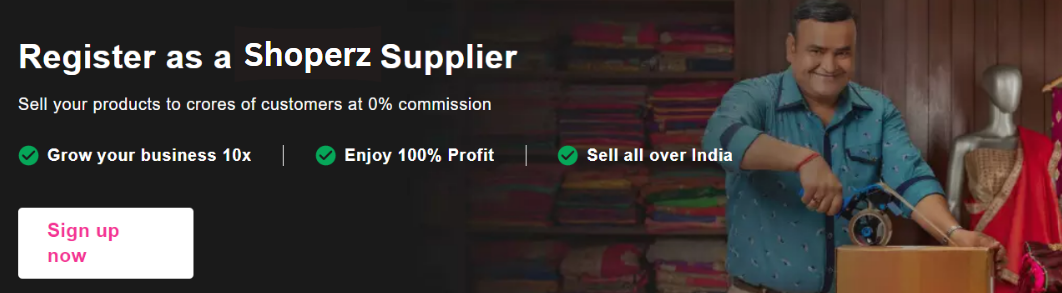 Register as a Shoperz Supplier
Sell your products to crores of customers at 0% commission
Grow your business 10x
Enjoy 100% Profit
Sell all over India
Sign up
now